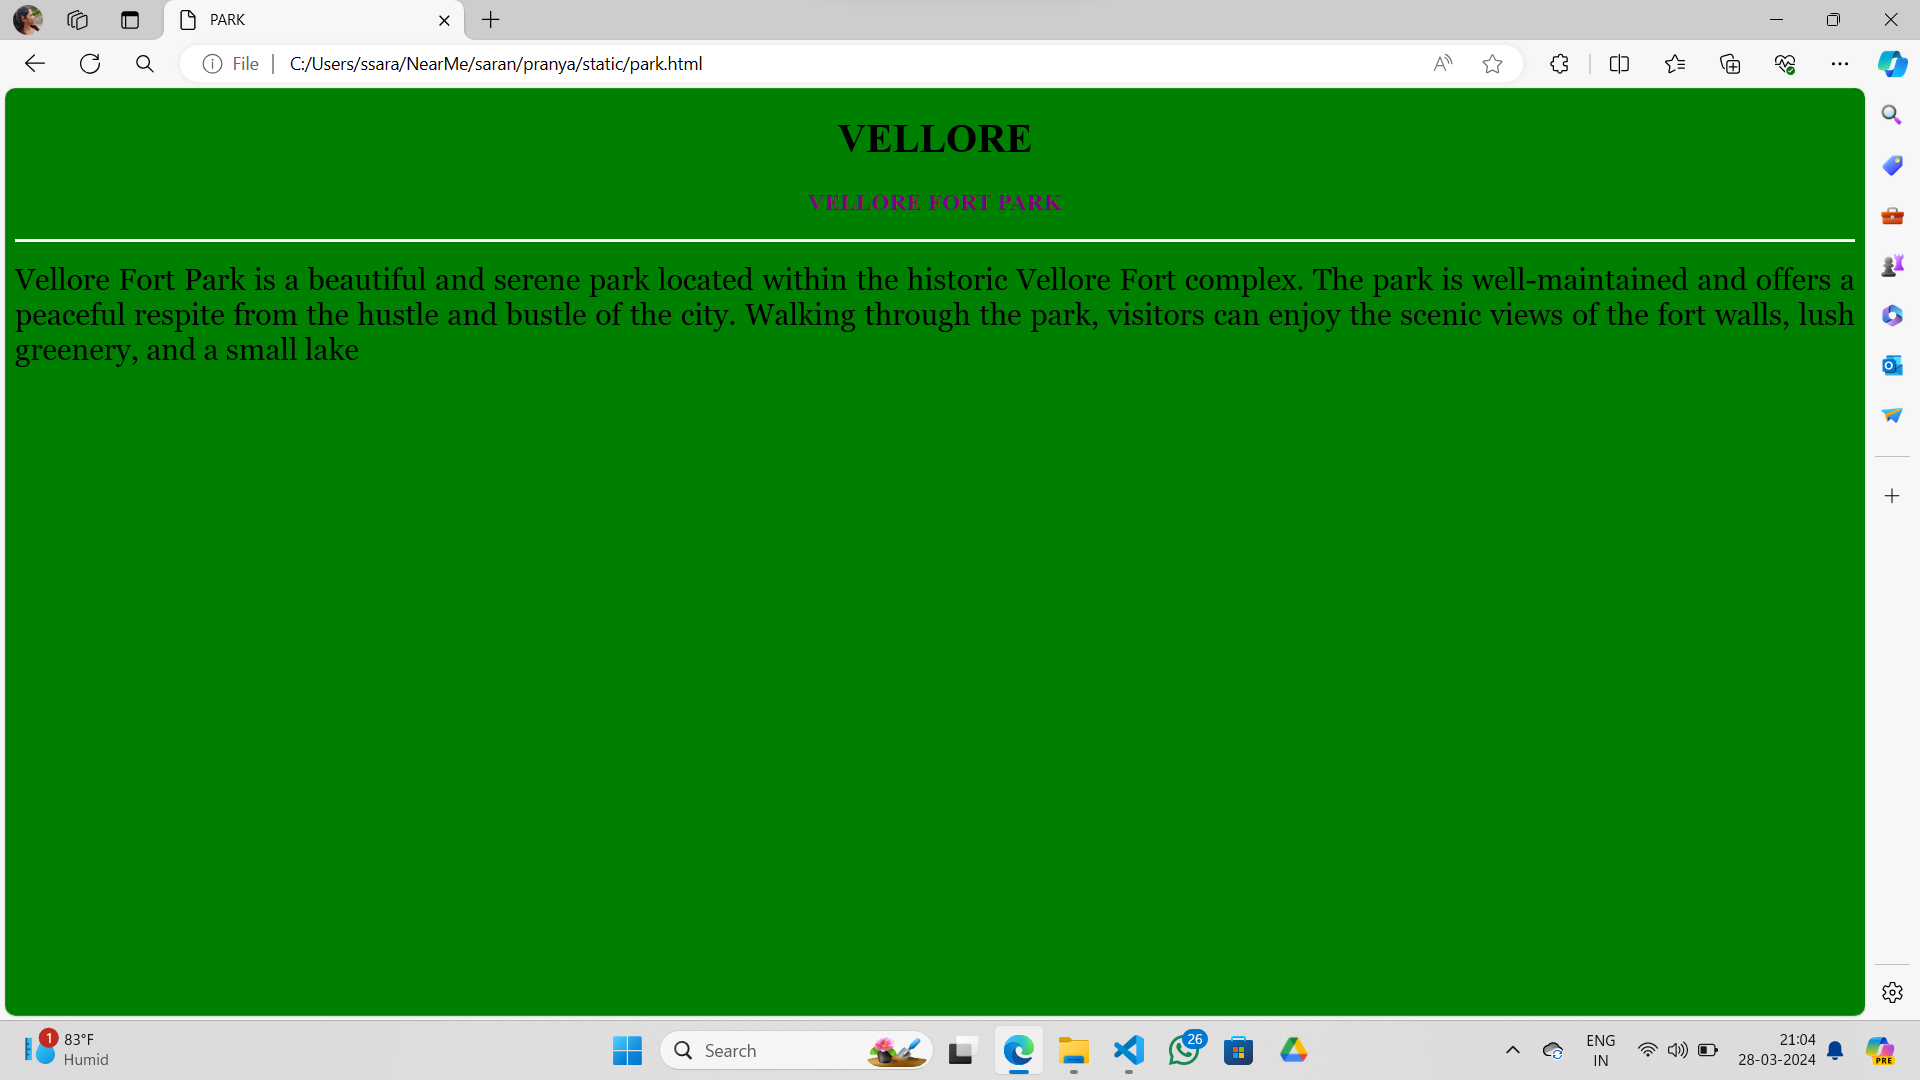 PARK
File
C:/Users/ssara/NearMe/saran/pranya/static/park.html
VELLORE
VELLORE FORT PARK
Vellore Fort Park is a beautiful and serene park located within the historic Vellore Fort complex. The park is well-maintained and offers a
peaceful respite from the hustle and bustle of the city. Walking through the park, visitors can enjoy the scenic views of the fort walls, lush
greenery, and a small lake
1
83°F
Humid
Search
26
ENG
IN
21:04
28-03-2024
PRE